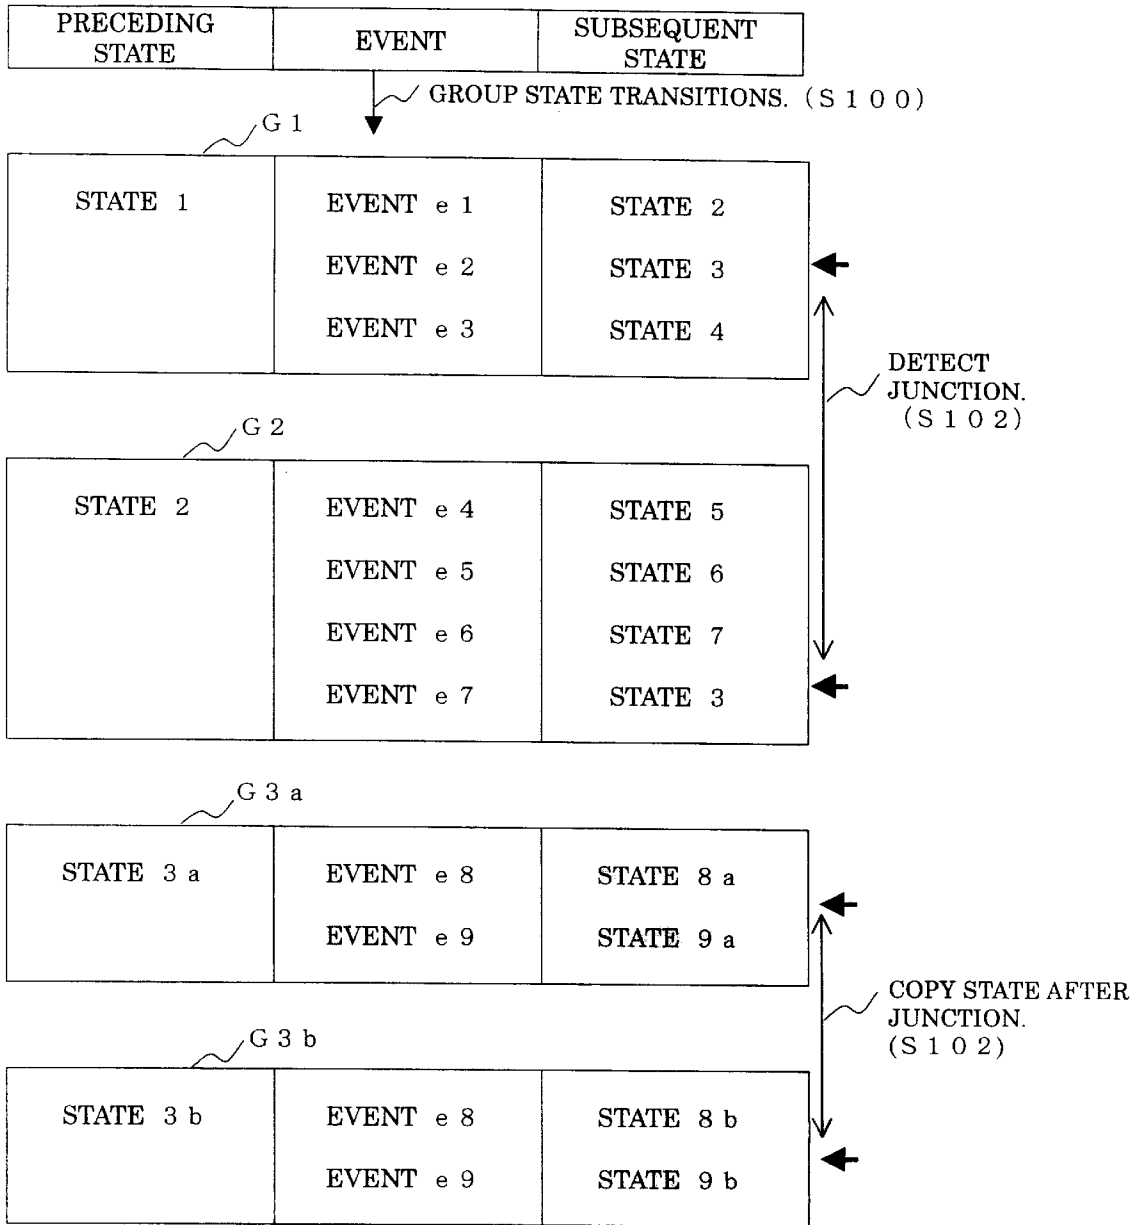 PRECEDING
STATE
EVENT
SUBSEQUENT
STATE
GROUP STATE TRANSITIONS. (S100)
G1
STATE 1 EVENT e1 STATE 2
EVENT e2 STATE 3
EVENT e3 STATE 4
DETECT
JUNCTION.
(S102)
G2
STATE 2 EVENT e4 STATE 5
EVENT e5 STATE 6
EVENT e6 STATE 7
EVENT e7 STATE 3
G3a
STATE 3a EVENT e8 STATE 8a
EVENT e9 STATE 9a
COPY STATE AFTER
JUNCTION.
(S102)
G3b
STATE 3b EVENT e8 STATE 8b
EVENT e9 STATE 9b